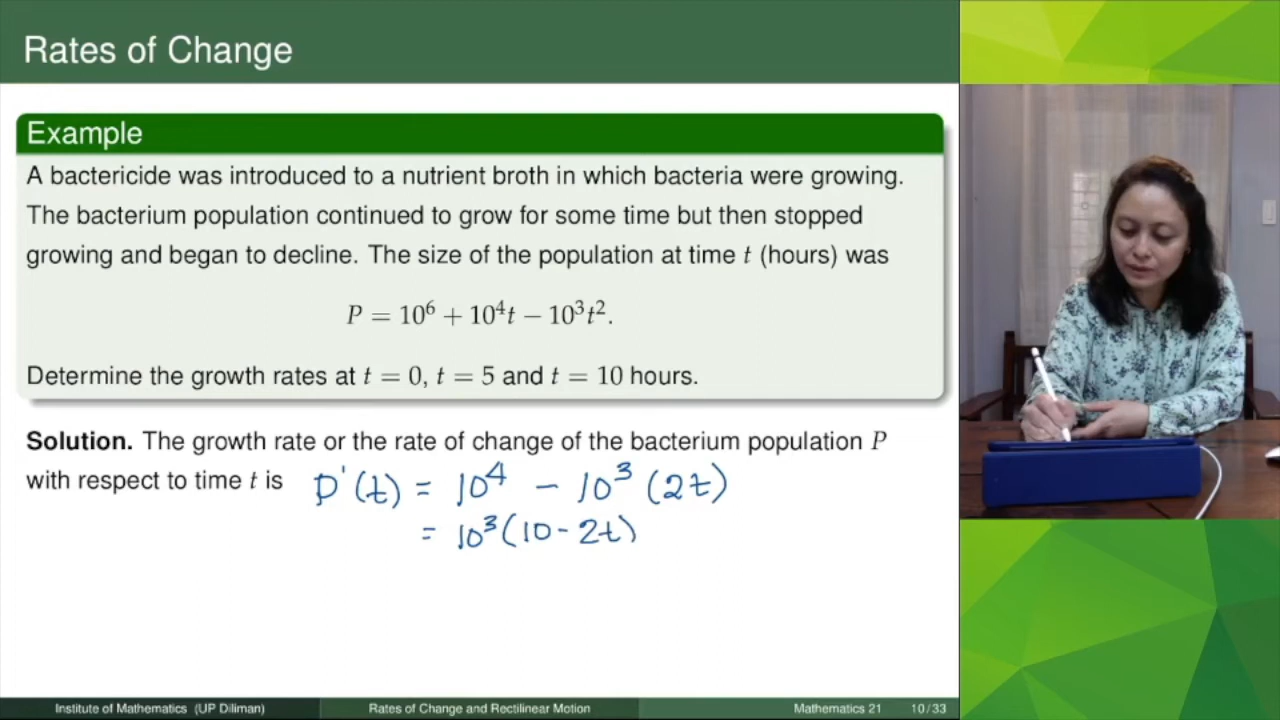 Rates of Change
Example
A bactericide was introduced to a nutrient broth in which bacteria were growing.
The bacterium population continued to grow for some time but then stopped
growing and began to decline. The size of the population at time t (hours) was
P = 10⁶ + 10⁴t − 10³t².
Determine the growth rates at t = 0, t = 5 and t = 10 hours.
Solution. The growth rate or the rate of change of the bacterium population P
with respect to time t is P'(t) = 10⁴ − 10³(2t)
= 10³(10 − 2t)
Institute of Mathematics (UP Diliman) Rates of Change and Rectilinear Motion Mathematics 21 10/33